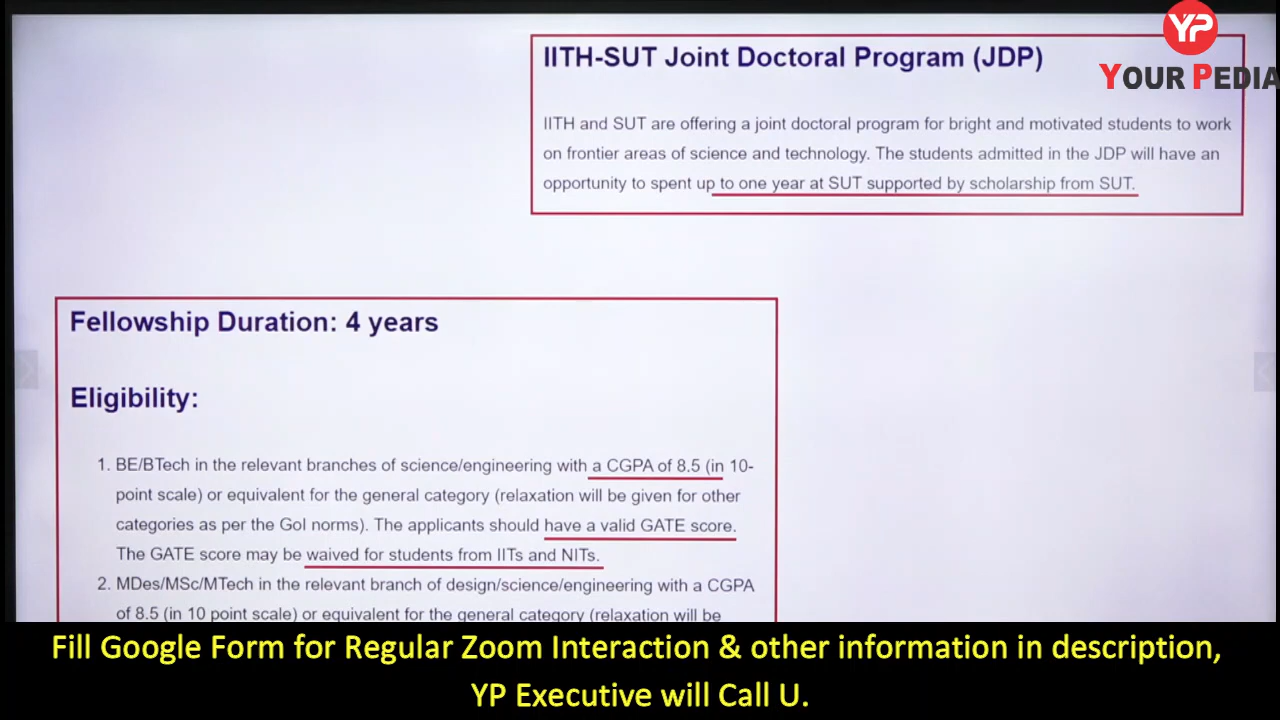 YP
YOUR PEDIA
IITH-SUT Joint Doctoral Program (JDP)
IITH and SUT are offering a joint doctoral program for bright and motivated students to work
on frontier areas of science and technology. The students admitted in the JDP will have an
opportunity to spent up to one year at SUT supported by scholarship from SUT.
Fellowship Duration: 4 years
Eligibility:
1. BE/BTech in the relevant branches of science/engineering with a CGPA of 8.5 (in 10-
point scale) or equivalent for the general category (relaxation will be given for other
categories as per the GoI norms). The applicants should have a valid GATE score.
The GATE score may be waived for students from IITs and NITs.
2. MDes/MSc/MTech in the relevant branch of design/science/engineering with a CGPA
of 8.5 (in 10 point scale) or equivalent for the general category (relaxation will be
Fill Google Form for Regular Zoom Interaction & other information in description,
YP Executive will Call U.